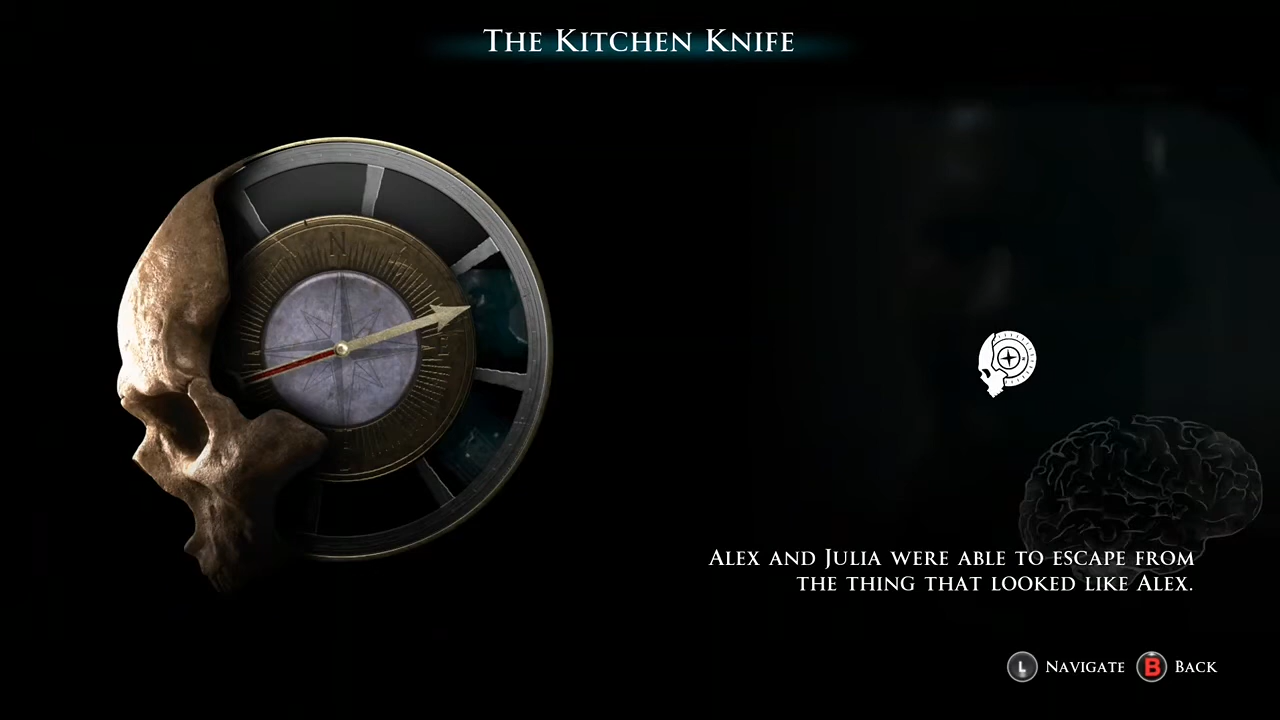 The Kitchen Knife
N
Alex and Julia were able to escape from
the thing that looked like Alex.
L Navigate B Back